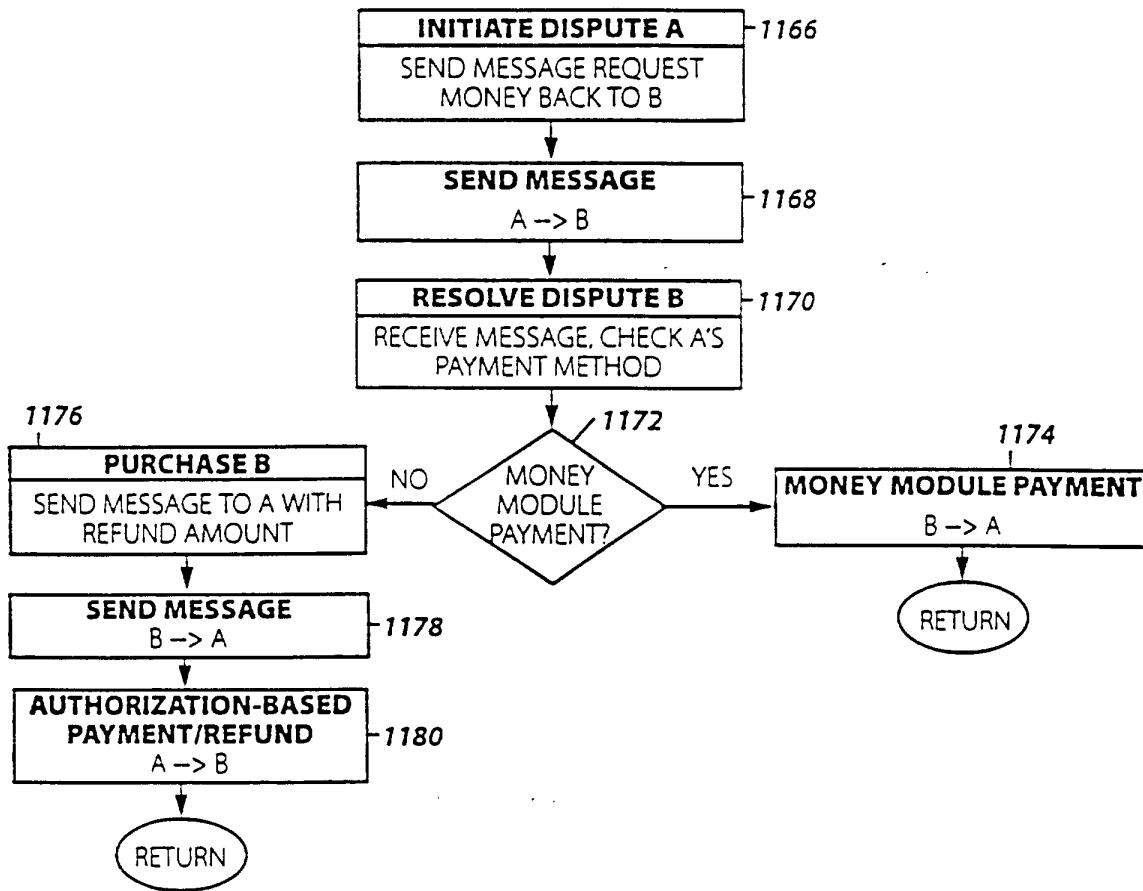 INITIATE DISPUTE A
1166
SEND MESSAGE REQUEST
MONEY BACK TO B
SEND MESSAGE
1168
A —> B
RESOLVE DISPUTE B
1170
RECEIVE MESSAGE, CHECK A'S
PAYMENT METHOD
1172
MONEY
MODULE
PAYMENT?
NO
YES
1176
PURCHASE B
SEND MESSAGE TO A WITH
REFUND AMOUNT
SEND MESSAGE
B —> A
1178
AUTHORIZATION-BASED
PAYMENT/REFUND
1180
A —> B
RETURN
1174
MONEY MODULE PAYMENT
B —> A
RETURN